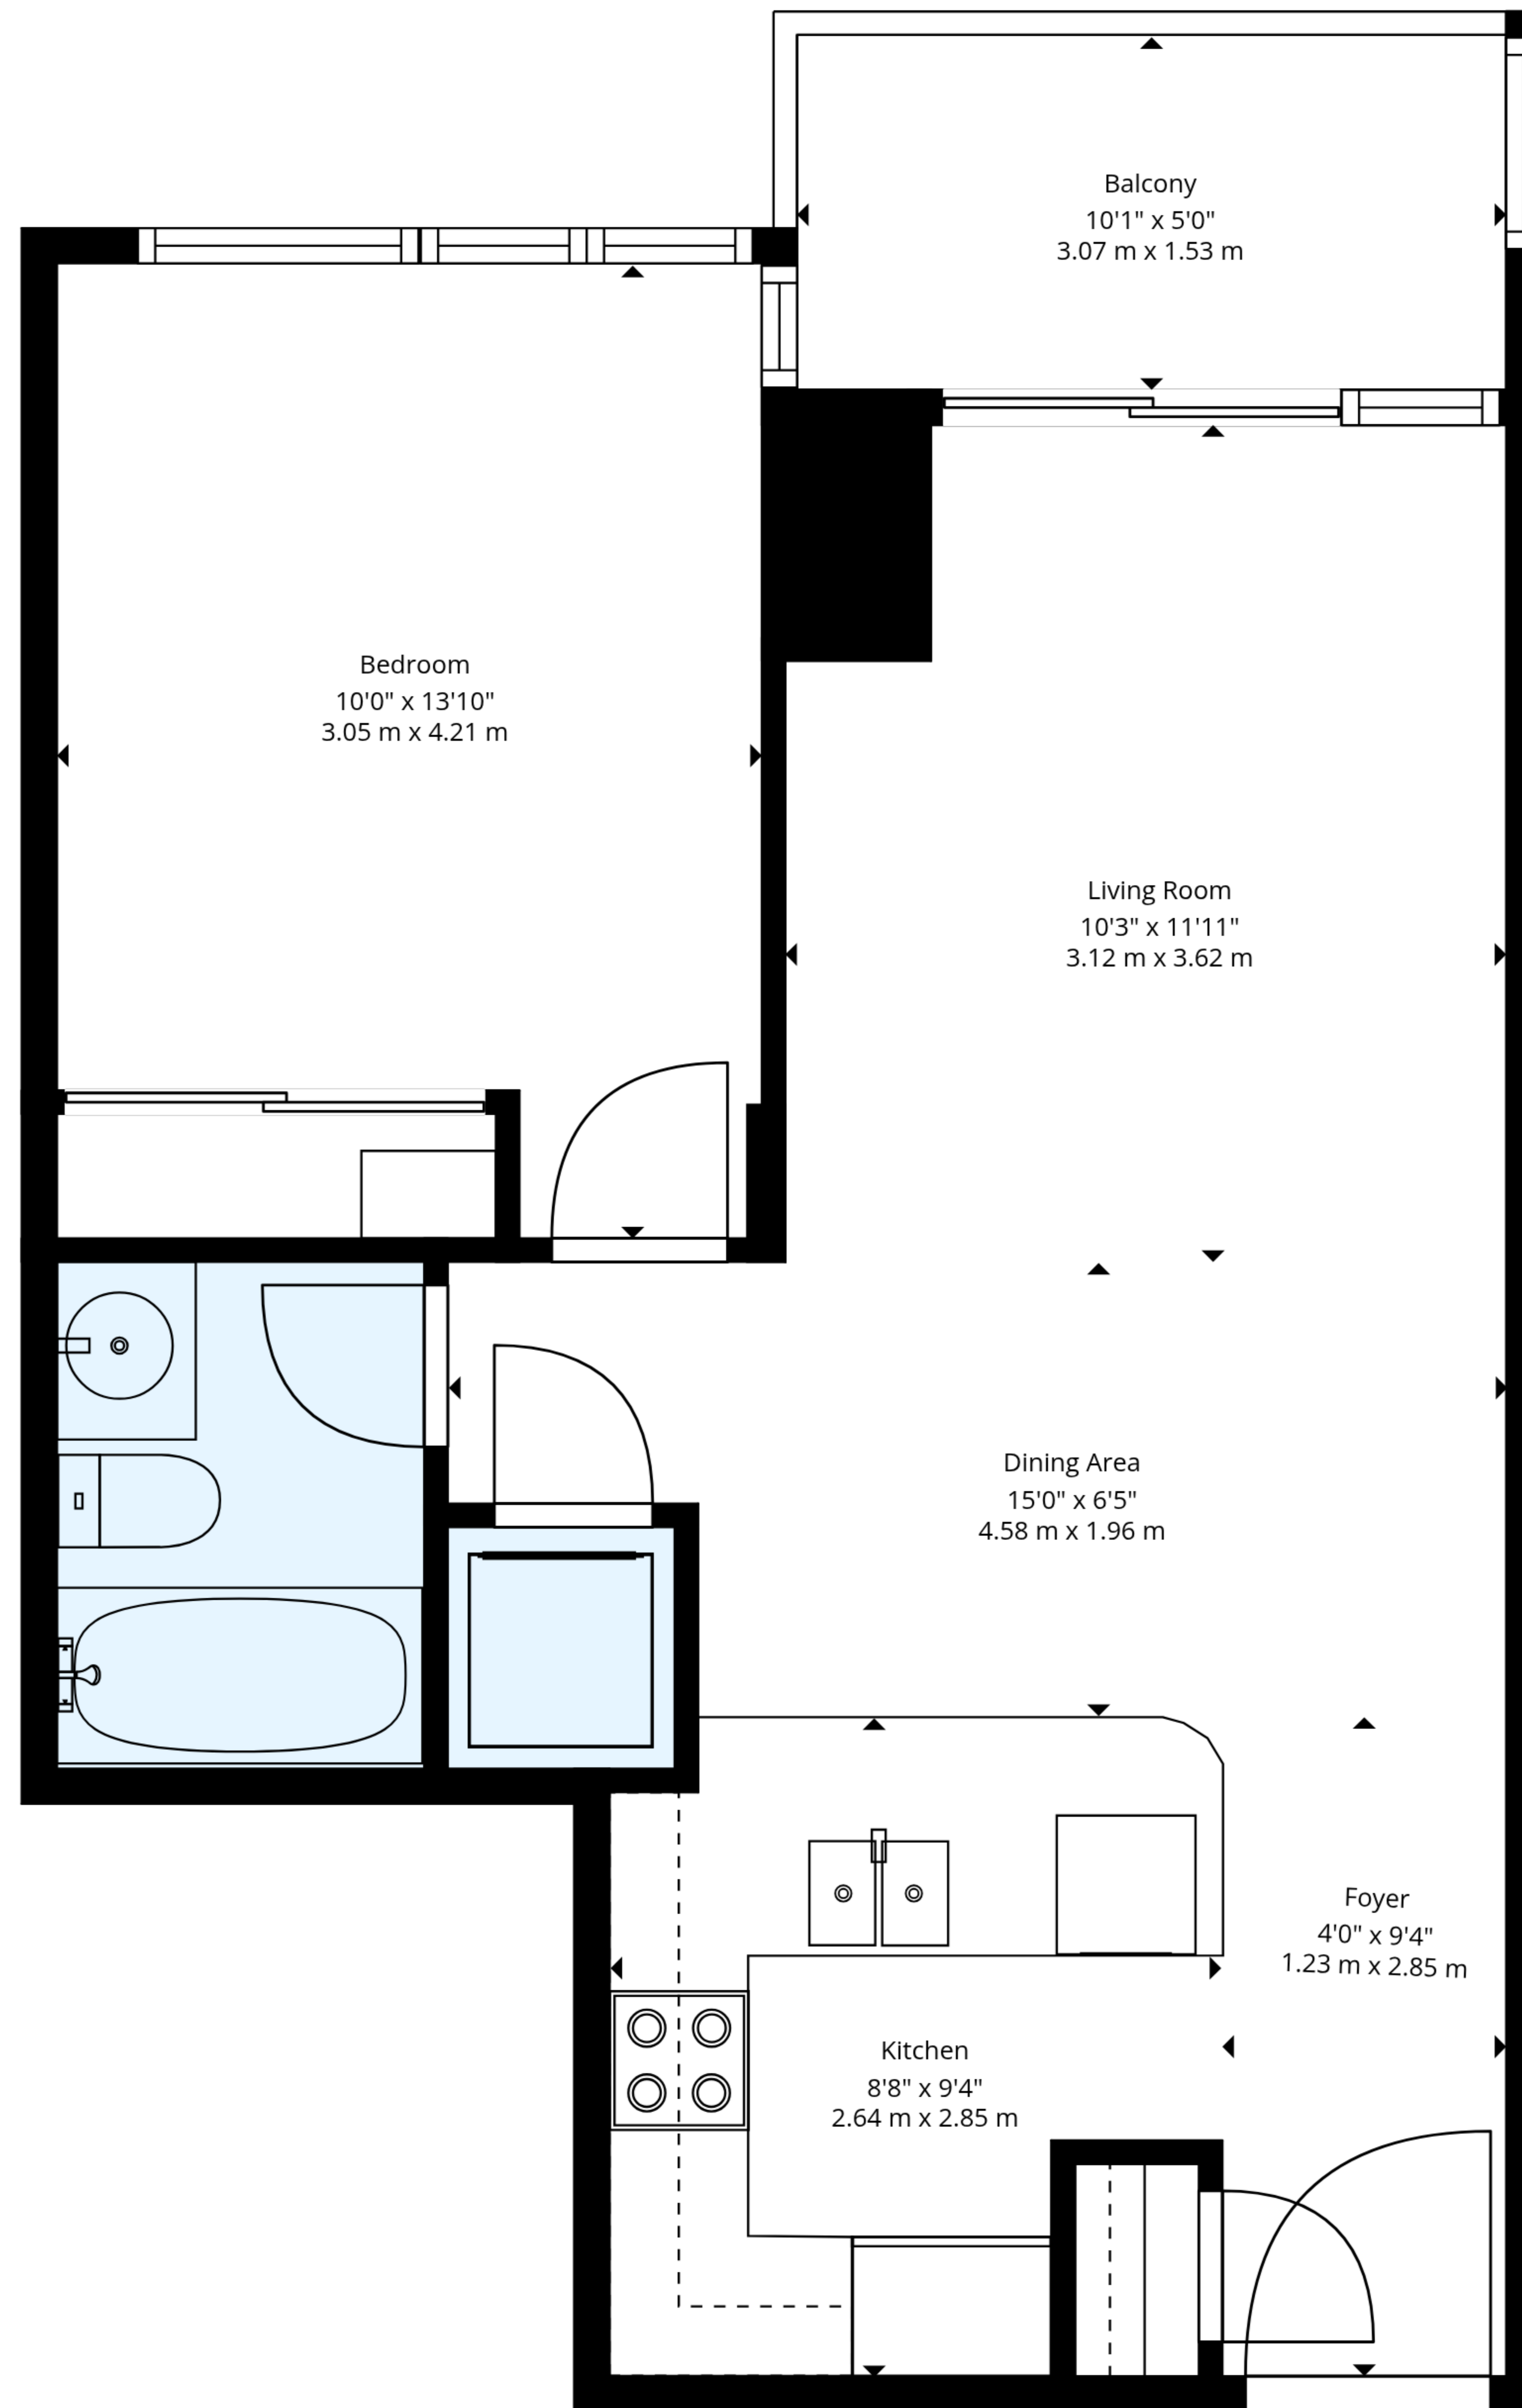 Balcony
10'1" x 5'0"
3.07 m x 1.53 m
Bedroom
10'0" x 13'10"
3.05 m x 4.21 m
Living Room
10'3" x 11'11"
3.12 m x 3.62 m
Dining Area
15'0" x 6'5"
4.58 m x 1.96 m
Foyer
4'0" x 9'4"
1.23 m x 2.85 m
Kitchen
8'8" x 9'4"
2.64 m x 2.85 m